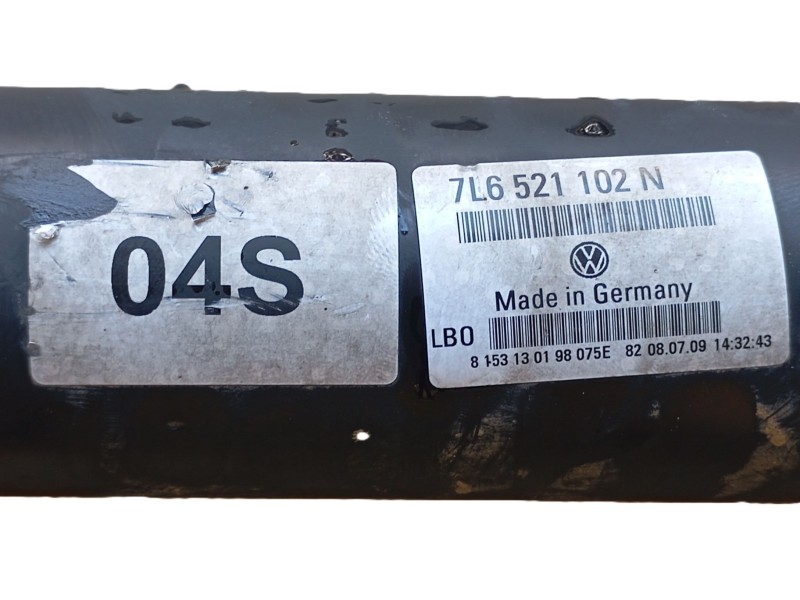 04S
7L6 521 102 N
Made in Germany
LBO
8 153 13 01 98 075E 82 08.07.09 14:32:43